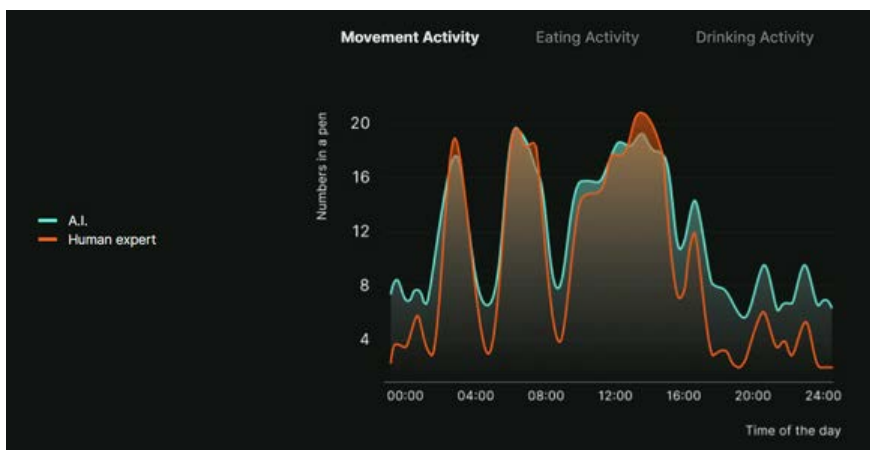 Movement Activity Eating Activity Drinking Activity
Numbers in a pen
20
16
12
8
4
A.I.
Human expert
00:00 04:00 08:00 12:00 16:00 20:00 24:00
Time of the day